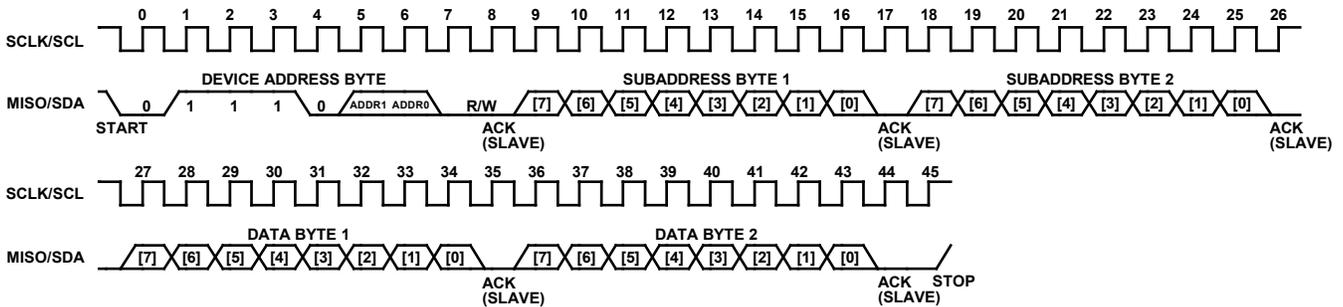 0 1 2 3 4 5 6 7 8 9 10 11 12 13 14 15 16 17 18 19 20 21 22 23 24 25 26
SCLK/SCL
DEVICE ADDRESS BYTE SUBADDRESS BYTE 1 SUBADDRESS BYTE 2
MISO/SDA 0 1 1 1 0 ADDR1 ADDR0 R/W [7] [6] [5] [4] [3] [2] [1] [0] [7] [6] [5] [4] [3] [2] [1] [0]
START ACK ACK ACK
(SLAVE) (SLAVE) (SLAVE)
27 28 29 30 31 32 33 34 35 36 37 38 39 40 41 42 43 44 45
SCLK/SCL
DATA BYTE 1 DATA BYTE 2
MISO/SDA [7] [6] [5] [4] [3] [2] [1] [0] [7] [6] [5] [4] [3] [2] [1] [0]
ACK ACK STOP
(SLAVE) (SLAVE)